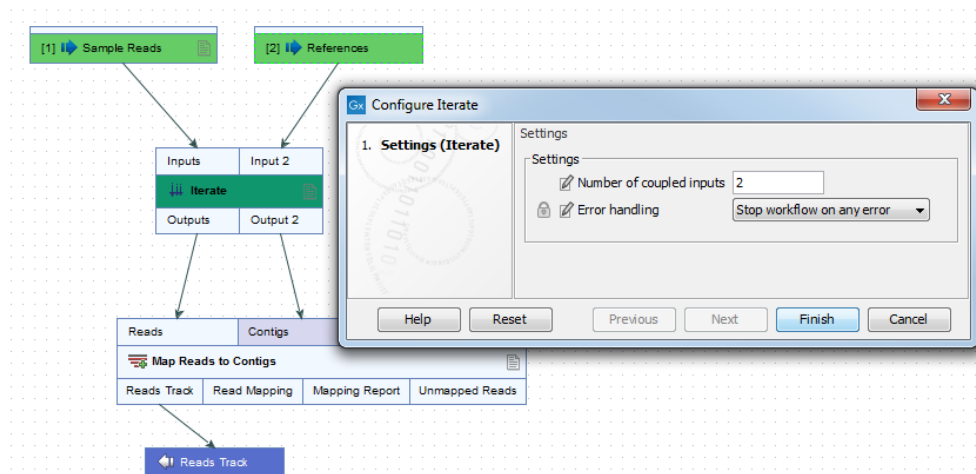 [1] Sample Reads
[2] References
Inputs
Input 2
Iterate
Outputs
Output 2
Reads
Contigs
Map Reads to Contigs
Reads Track
Read Mapping
Mapping Report
Unmapped Reads
Reads Track
Gx Configure Iterate
1. Settings (Iterate)
Settings
Settings
Number of coupled inputs 2
Error handling Stop workflow on any error
Help
Reset
Previous
Next
Finish
Cancel